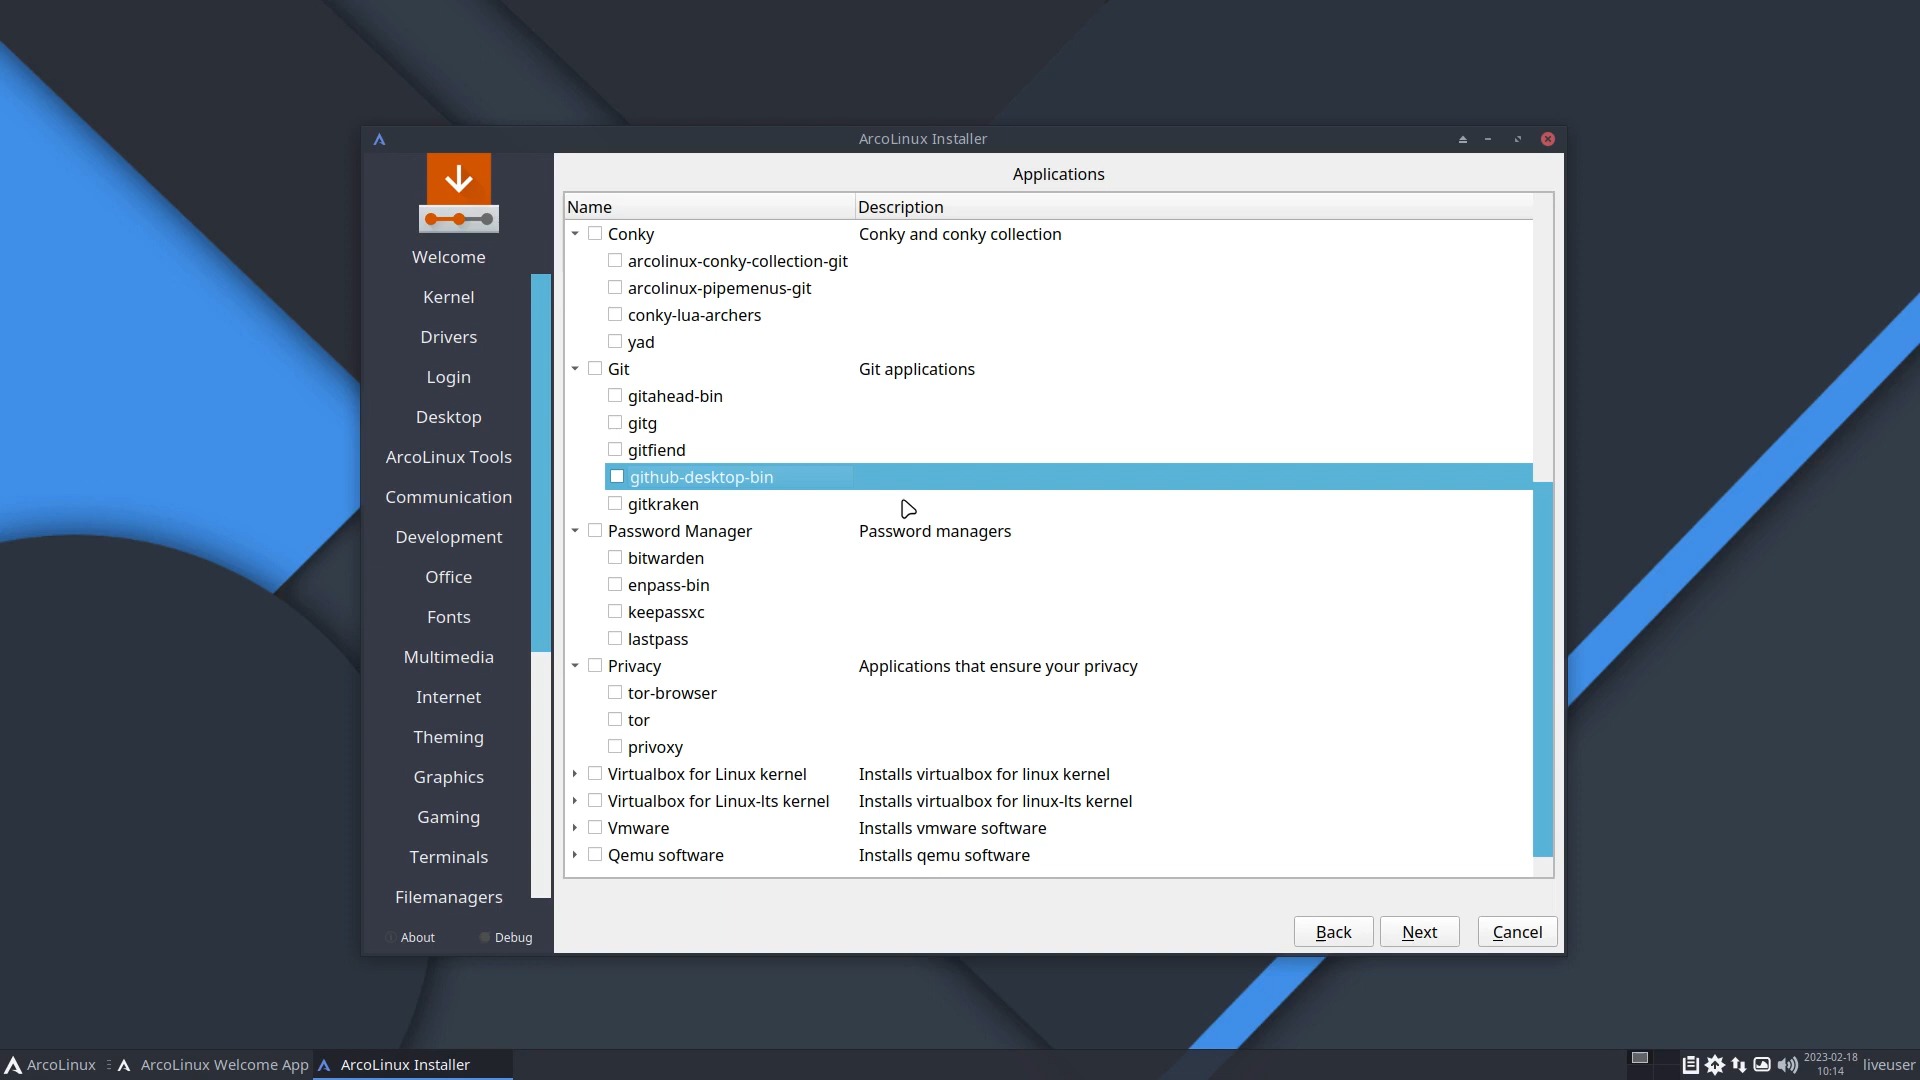 ArcoLinux Installer
Welcome
Kernel
Drivers
Login
Desktop
ArcoLinux Tools
Communication
Development
Office
Fonts
Multimedia
Internet
Theming
Graphics
Gaming
Terminals
Filemanagers
About
Debug
Applications
Name
Description
Conky
Conky and conky collection
arcolinux-conky-collection-git
arcolinux-pipemenus-git
conky-lua-archers
yad
Git
Git applications
gitahead-bin
gitg
gitfiend
github-desktop-bin
gitkraken
Password Manager
Password managers
bitwarden
enpass-bin
keepassxc
lastpass
Privacy
Applications that ensure your privacy
tor-browser
tor
privoxy
Virtualbox for Linux kernel
Installs virtualbox for linux kernel
Virtualbox for Linux-lts kernel
Installs virtualbox for linux-lts kernel
Vmware
Installs vmware software
Qemu software
Installs qemu software
Back
Next
Cancel
ArcoLinux
ArcoLinux Welcome App
ArcoLinux Installer
2023-02-18
10:14
liveuser